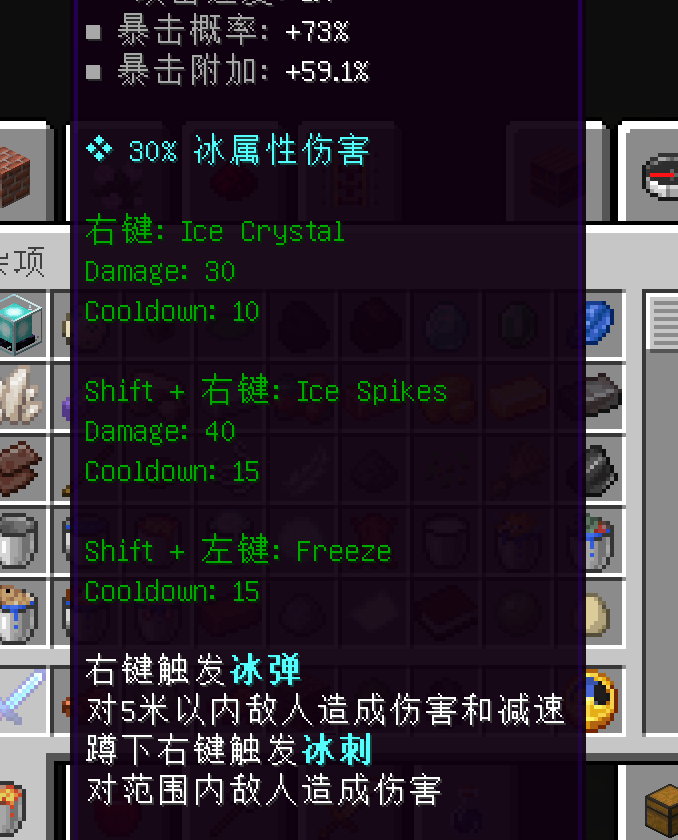 ■ 暴击概率: +73%
■ 暴击附加: +59.1%
❖ 30% 冰属性伤害
右键: Ice Crystal
Damage: 30
Cooldown: 10
杂项
Shift + 右键: Ice Spikes
Damage: 40
Cooldown: 15
Shift + 左键: Freeze
Cooldown: 15
右键触发冰弹
对5米以内敌人造成伤害和减速
蹲下右键触发冰刺
对范围内敌人造成伤害